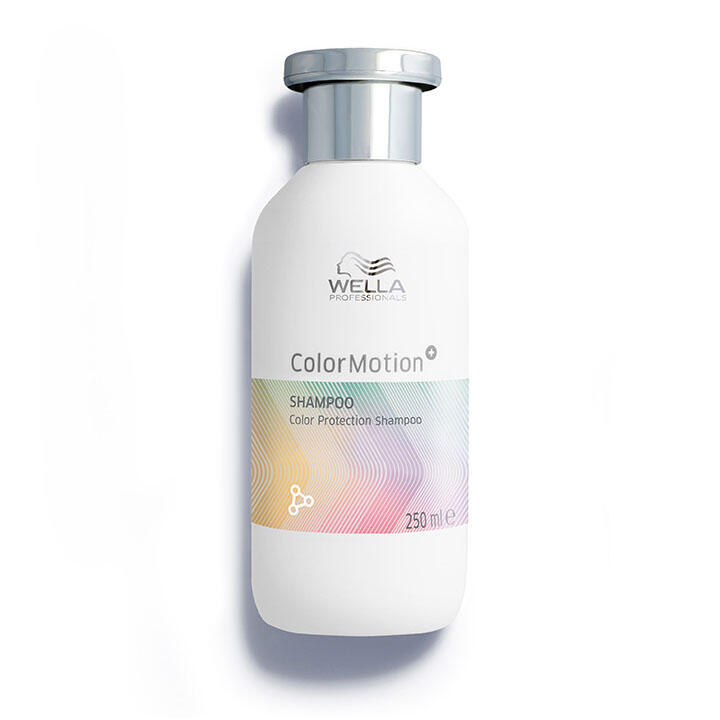 WELLA
PROFESSIONALS
ColorMotion+
SHAMPOO
Color Protection Shampoo
250 ml ℮